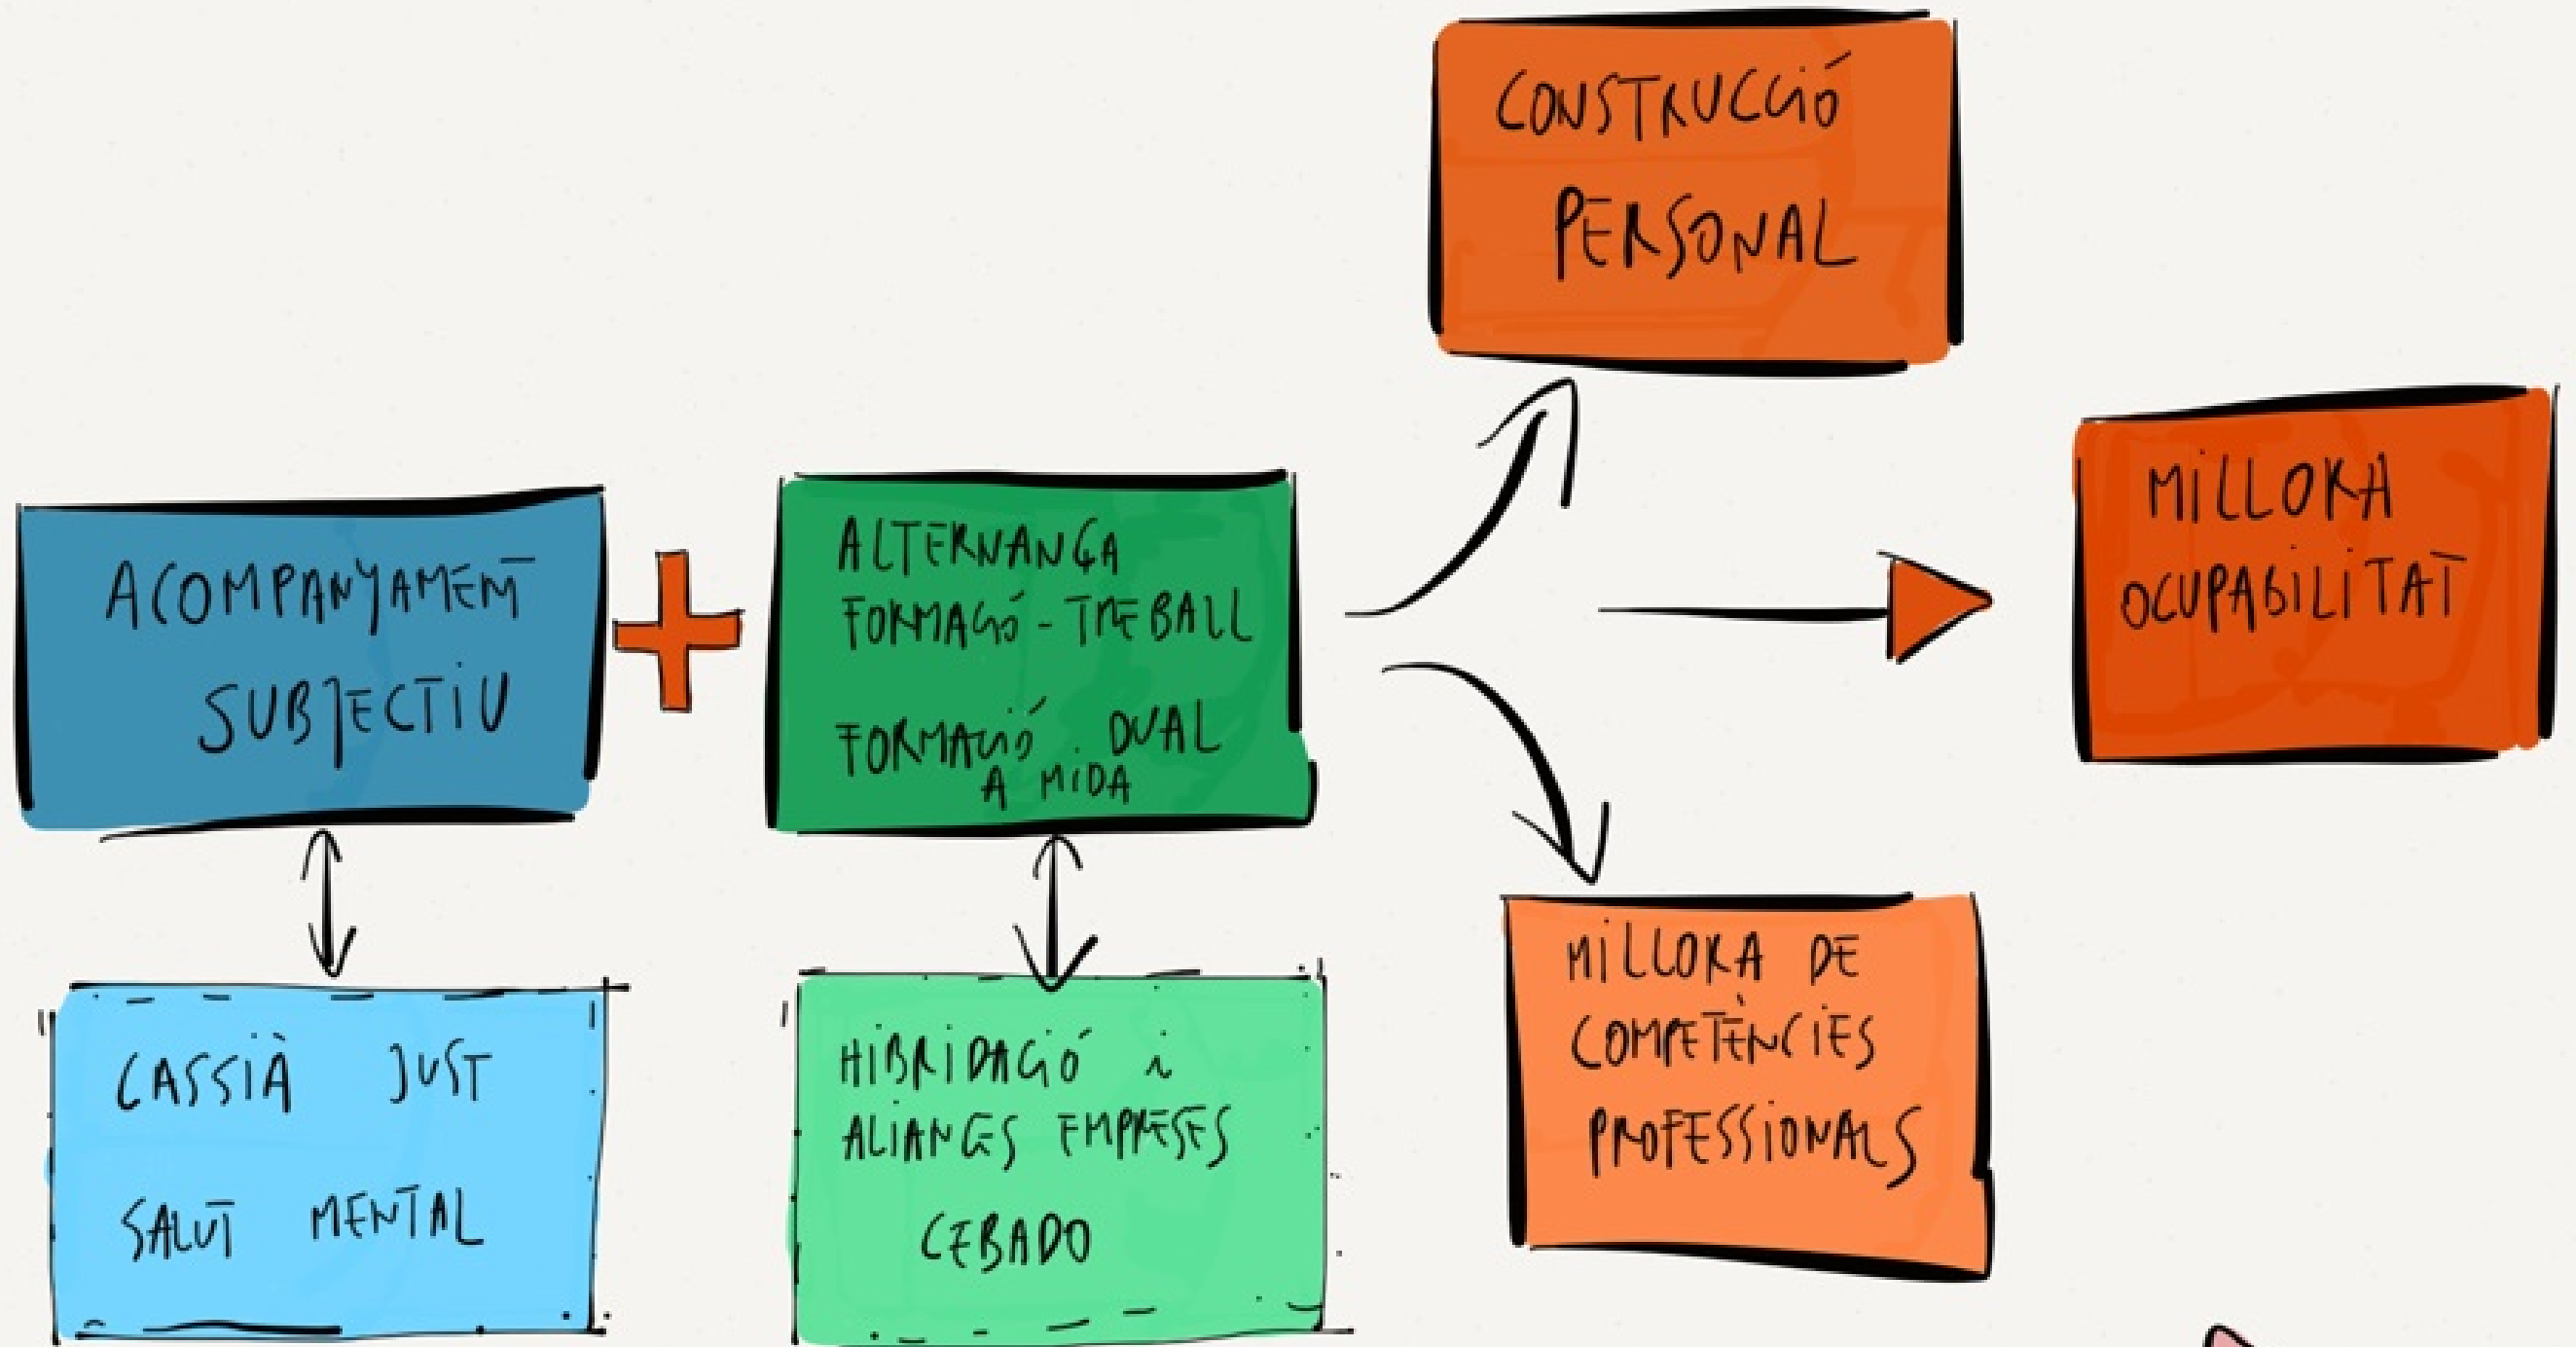 CONSTRUCCIÓ
PERSONAL
MILLORA
OCUPABILITAT
ACOMPANYAMENT
SUBJECTIU
ALTERNANÇA
FORMACIÓ - TREBALL
FORMACIÓ DUAL
A MIDA
MILLORA DE
COMPETÈNCIES
PROFESSIONALS
CASSIÀ JUST
SALUT MENTAL
HIBRIDACIÓ i
ALIANCES EMPRESES
CEBADO